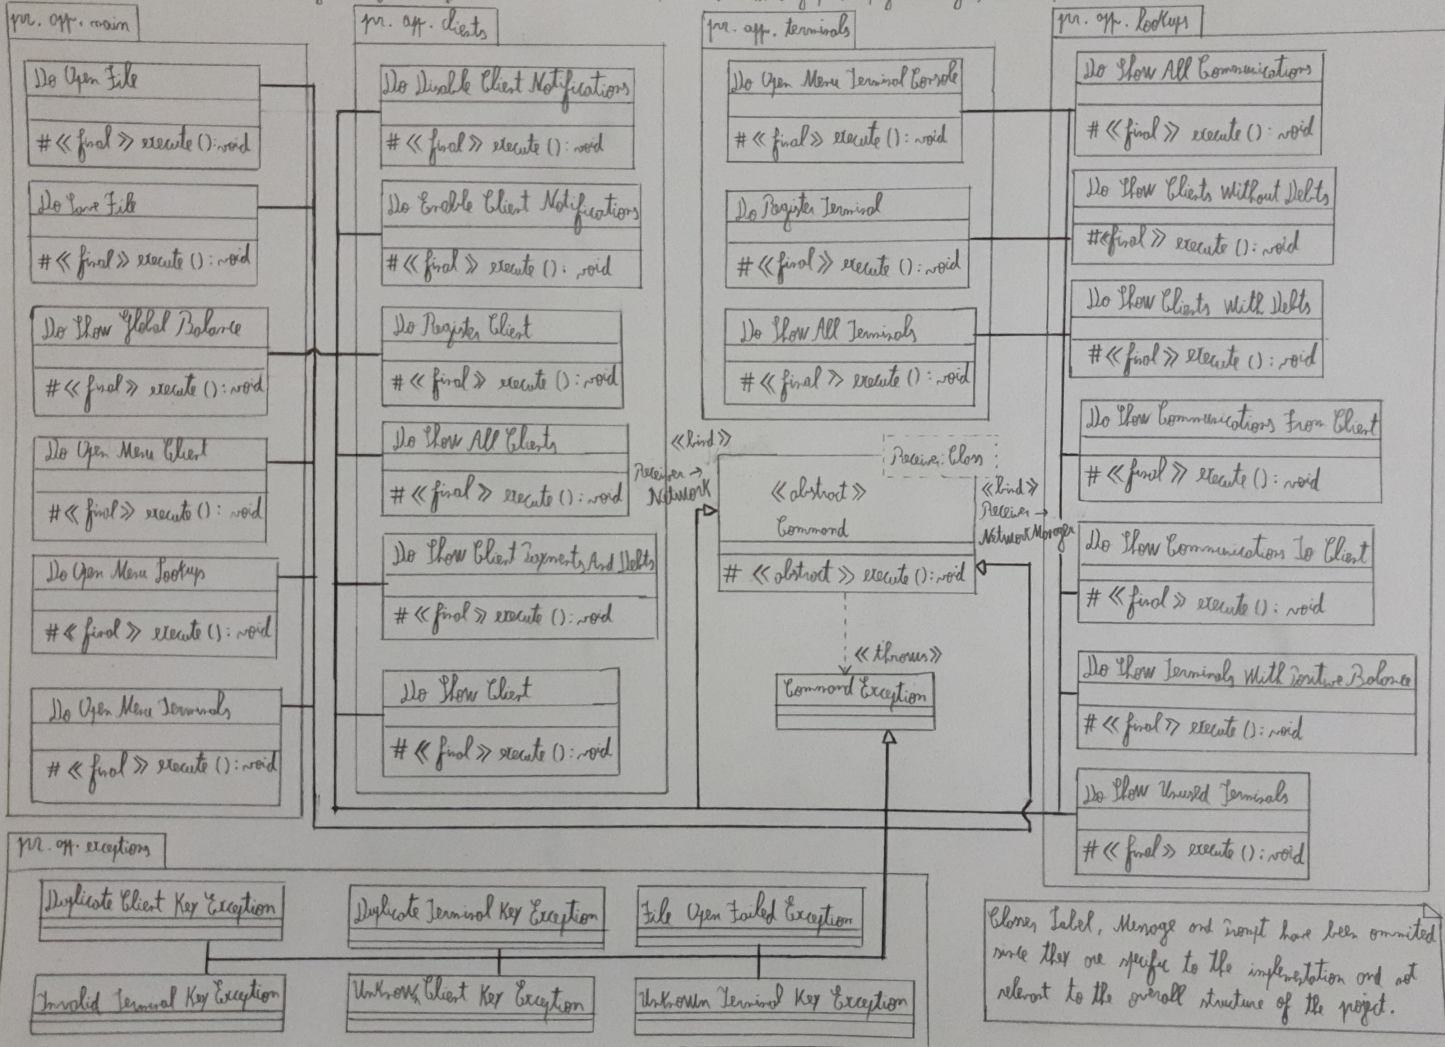 pr. app. main
Do Open File
# << final >> execute (): void
Do Save File
# << final >> execute (): void
Do Show Global Balance
# << final >> execute (): void
Do Open Menu Client
# << final >> execute (): void
Do Open Menu Lookup
# << final >> execute (): void
Do Open Menu Terminals
# << final >> execute (): void
pr. app. clients
Do Disable Client Notifications
# << final >> execute (): void
Do Enable Client Notifications
# << final >> execute (): void
Do Register Client
# << final >> execute (): void
Do Show All Clients
# << final >> execute (): void
Do Show Client Payments And Debts
# << final >> execute (): void
Do Show Client
# << final >> execute (): void
pr. app. terminals
Do Open Menu Terminal Console
# << final >> execute (): void
Do Register Terminal
# << final >> execute (): void
Do Show All Terminals
# << final >> execute (): void
<< bind >>
Receiver →
Network
Receiver: Class
<< abstract >>
Command
# << abstract >> execute (): void
<< bind >>
Receiver →
Network Manager
<< throws >>
Command Exception
pr. app. lookups
Do Show All Communications
# << final >> execute (): void
Do Show Clients Without Debts
# << final >> execute (): void
Do Show Clients With Debts
# << final >> execute (): void
Do Show Communications From Client
# << final >> execute (): void
Do Show Communications To Client
# << final >> execute (): void
Do Show Terminals With Positive Balance
# << final >> execute (): void
Do Show Unused Terminals
# << final >> execute (): void
pr. app. exceptions
Duplicate Client Key Exception
Duplicate Terminal Key Exception
File Open Failed Exception
Invalid Terminal Key Exception
Unknown Client Key Exception
Unknown Terminal Key Exception
Classes Label, Message and Prompt have been ommited
since they are specific to the implementation and not
relevant to the overall structure of the project.